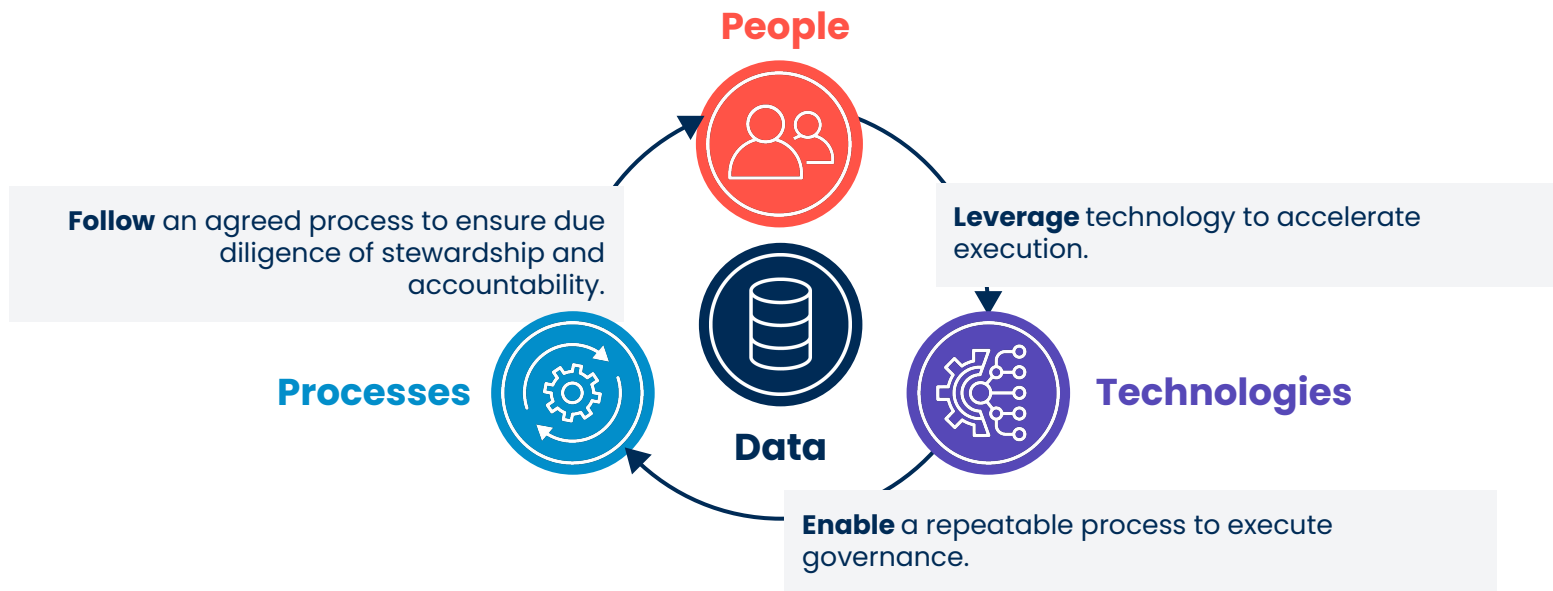 People
Follow an agreed process to ensure due
diligence of stewardship and
accountability.
Leverage technology to accelerate
execution.
Processes
Technologies
Data
Enable a repeatable process to execute
governance.